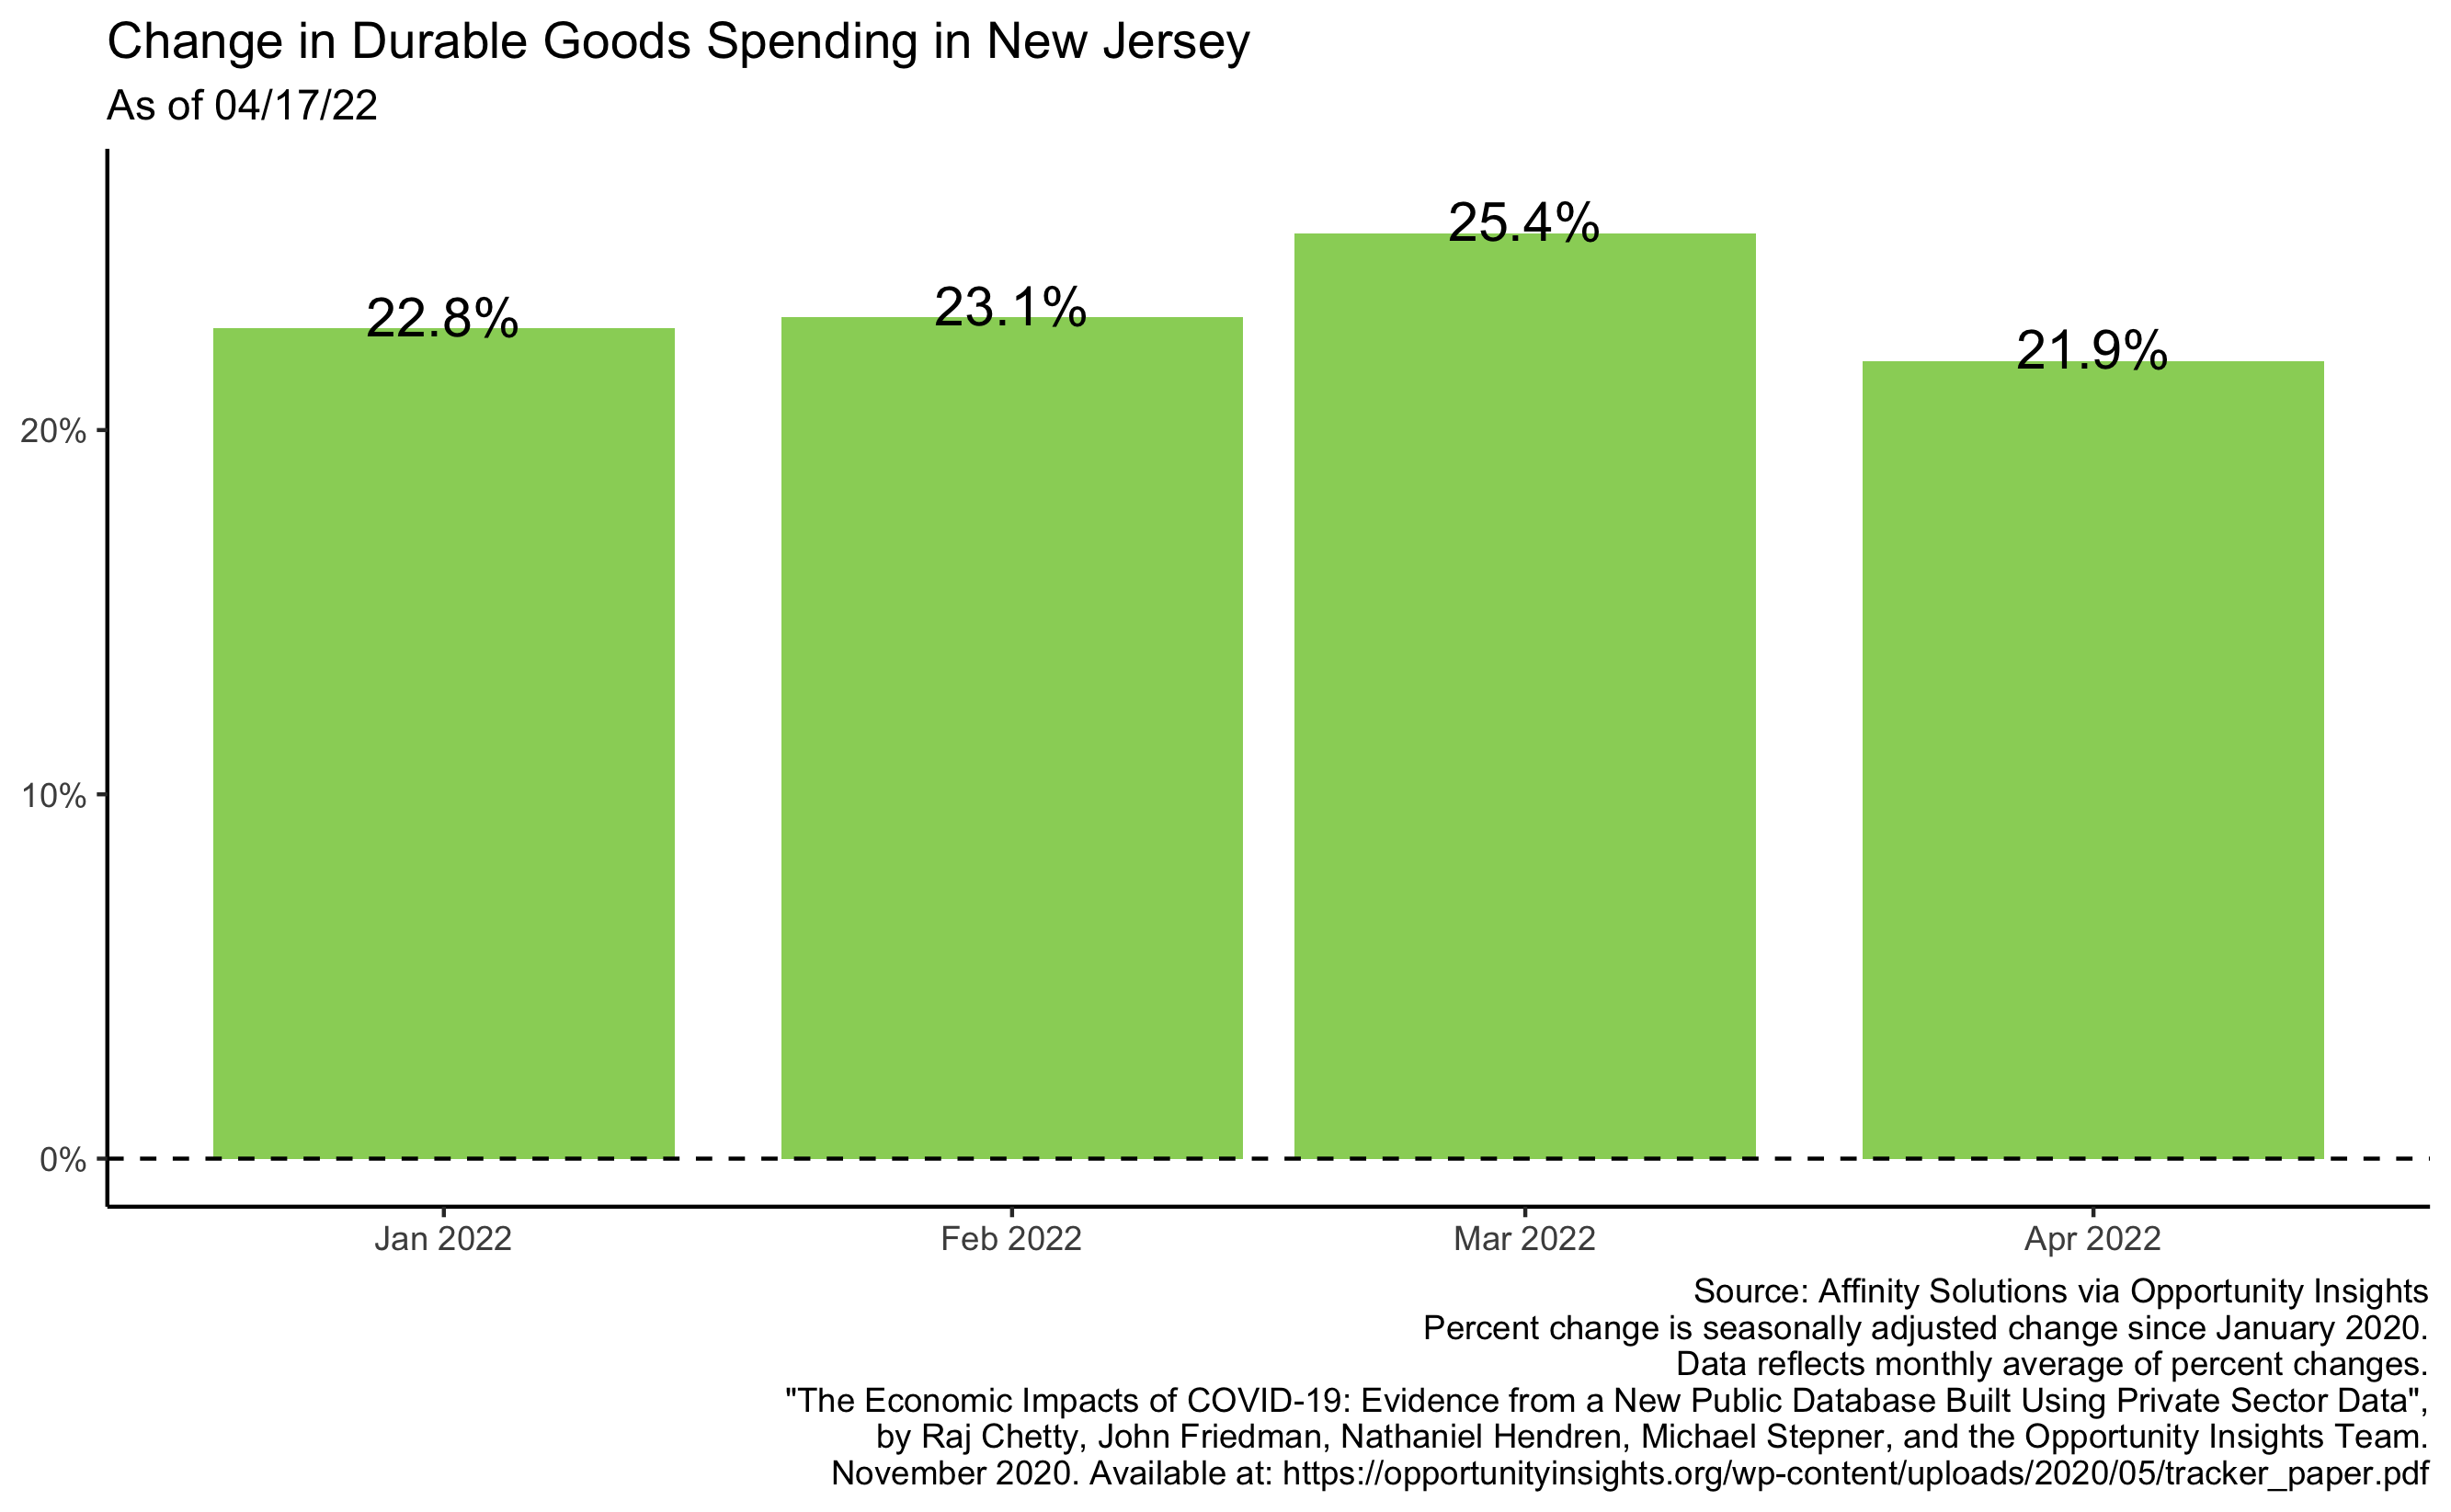 Change in Durable Goods Spending in New Jersey
As of 04/17/22
25.4%
23.1%
22.8%
21.9%
20%
10%
0%
Jan 2022 Feb 2022 Mar 2022 Apr 2022
Source: Affinity Solutions via Opportunity Insights
Percent change is seasonally adjusted change since January 2020.
Data reflects monthly average of percent changes.
"The Economic Impacts of COVID-19: Evidence from a New Public Database Built Using Private Sector Data",
by Raj Chetty, John Friedman, Nathaniel Hendren, Michael Stepner, and the Opportunity Insights Team.
November 2020. Available at: https://opportunityinsights.org/wp-content/uploads/2020/05/tracker_paper.pdf